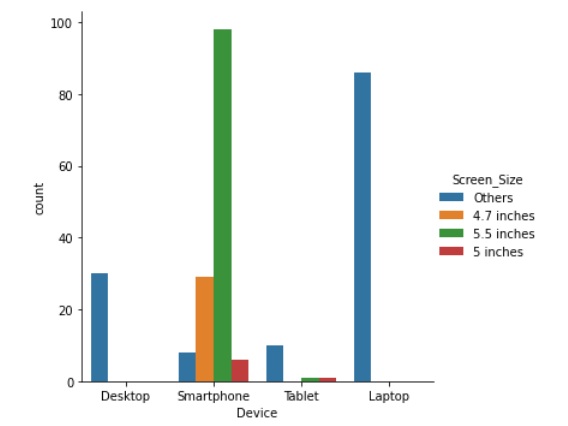 100
80
60
40
20
0
count
Desktop Smartphone Tablet Laptop
Device
Screen_Size
Others
4.7 inches
5.5 inches
5 inches